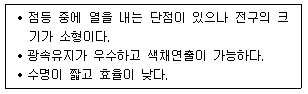 • 점등 중에 열을 내는 단점이 있으나 전구의 크
기가 소형이다.
• 광속유지가 우수하고 색채연출이 가능하다.
• 수명이 짧고 효율이 낮다.